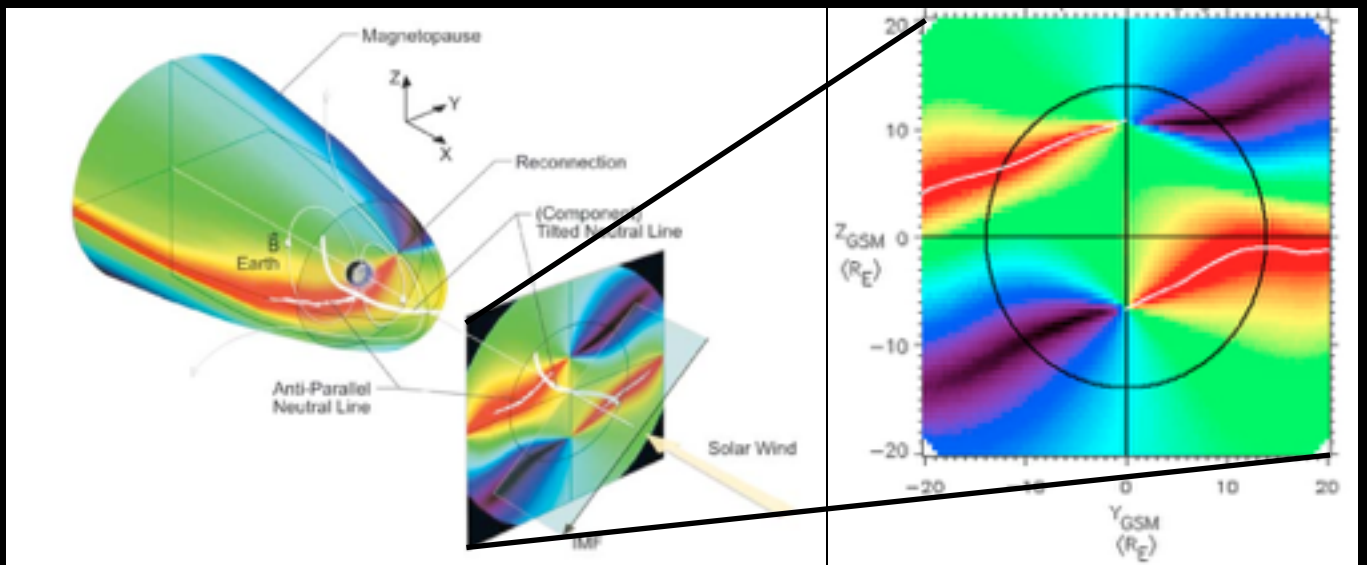 Magnetopause
Z
Y
X
Reconnection
(Component)
Tilted Neutral Line
B
Earth
Anti-Parallel
Neutral Line
Solar Wind
IMF
20
10
0
-10
-20
Z_GSM
(R_E)
-20
-10
0
10
20
Y_GSM
(R_E)